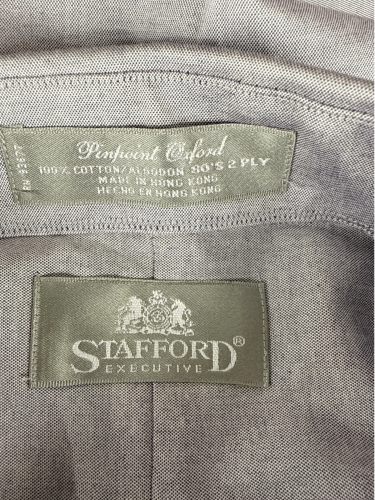 Pinpoint Oxford
100% COTTON/ALGODON 80'S 2 PLY
MADE IN HONG KONG
HECHO EN HONG KONG
STAFFORD®
EXECUTIVE